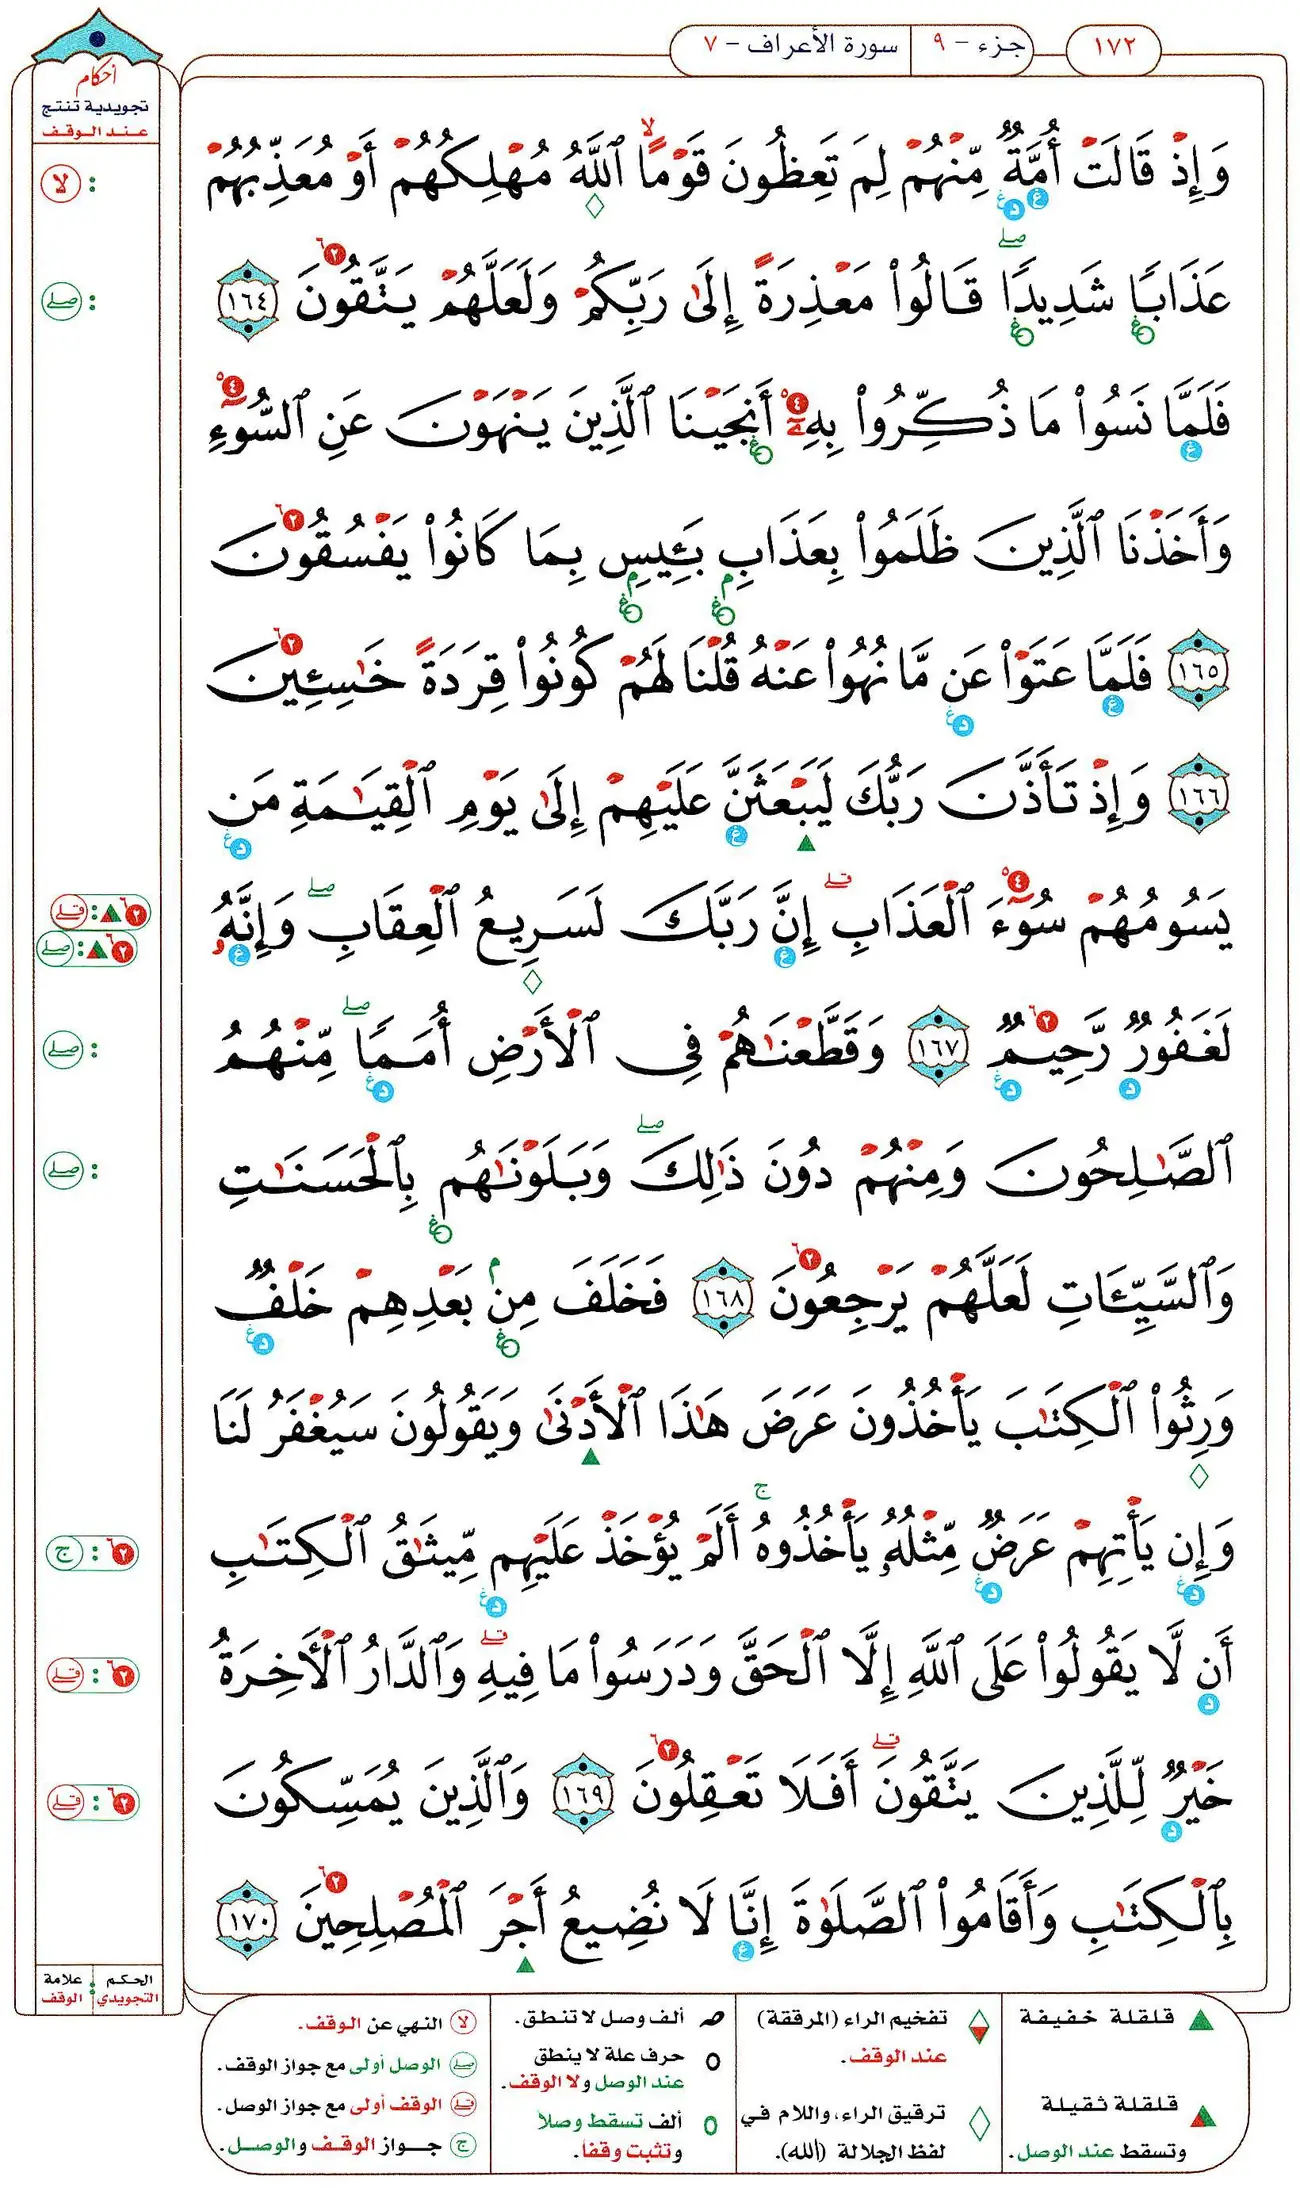 ١٧٢
جزء - ٩
سورة الأعراف - ٧
أحكام
تجويدية تنتج
عند الوقف
وَإِذْ قَالَتْ أُمَّةٌ مِّنْهُمْ لِمَ تَعِظُونَ قَوْمًا ۙ ٱللَّهُ مُهْلِكُهُمْ أَوْ مُعَذِّبُهُمْ
عَذَابًا شَدِيدًا ۖ قَالُوا۟ مَعْذِرَةً إِلَىٰ رَبِّكُمْ وَلَعَلَّهُمْ يَتَّقُونَ ١٦٤
فَلَمَّا نَسُوا۟ مَا ذُكِّرُوا۟ بِهِۦٓ أَنجَيْنَا ٱلَّذِينَ يَنْهَوْنَ عَنِ ٱلسُّوٓءِ
وَأَخَذْنَا ٱلَّذِينَ ظَلَمُوا۟ بِعَذَابٍۭ بَـِٔيسٍۭ بِمَا كَانُوا۟ يَفْسُقُونَ
١٦٥ فَلَمَّا عَتَوْا۟ عَن مَّا نُهُوا۟ عَنْهُ قُلْنَا لَهُمْ كُونُوا۟ قِرَدَةً خَـٰسِـِٔينَ
١٦٦ وَإِذْ تَأَذَّنَ رَبُّكَ لَيَبْعَثَنَّ عَلَيْهِمْ إِلَىٰ يَوْمِ ٱلْقِيَـٰمَةِ مَن
يَسُومُهُمْ سُوٓءَ ٱلْعَذَابِ ۗ إِنَّ رَبَّكَ لَسَرِيعُ ٱلْعِقَابِ ۖ وَإِنَّهُۥ
لَغَفُورٌ رَّحِيمٌ ١٦٧ وَقَطَّعْنَـٰهُمْ فِى ٱلْأَرْضِ أُمَمًا ۖ مِّنْهُمُ
ٱلصَّـٰلِحُونَ وَمِنْهُمْ دُونَ ذَٰلِكَ ۖ وَبَلَوْنَـٰهُم بِٱلْحَسَنَـٰتِ
وَٱلسَّيِّـَٔاتِ لَعَلَّهُمْ يَرْجِعُونَ ١٦٨ فَخَلَفَ مِنۢ بَعْدِهِمْ خَلْفٌ
وَرِثُوا۟ ٱلْكِتَـٰبَ يَأْخُذُونَ عَرَضَ هَـٰذَا ٱلْأَدْنَىٰ وَيَقُولُونَ سَيُغْفَرُ لَنَا
وَإِن يَأْتِهِمْ عَرَضٌ مِّثْلُهُۥ يَأْخُذُوهُ ۚ أَلَمْ يُؤْخَذْ عَلَيْهِم مِّيثَـٰقُ ٱلْكِتَـٰبِ
أَن لَّا يَقُولُوا۟ عَلَى ٱللَّهِ إِلَّا ٱلْحَقَّ وَدَرَسُوا۟ مَا فِيهِ ۗ وَٱلدَّارُ ٱلْـَٔاخِرَةُ
خَيْرٌ لِّلَّذِينَ يَتَّقُونَ ۗ أَفَلَا تَعْقِلُونَ ١٦٩ وَٱلَّذِينَ يُمَسِّكُونَ
بِٱلْكِتَـٰبِ وَأَقَامُوا۟ ٱلصَّلَوٰةَ إِنَّا لَا نُضِيعُ أَجْرَ ٱلْمُصْلِحِينَ ١٧٠
الحكم التجويدي : علامة الوقف
قلقلة خفيفة
قلقلة ثقيلة
وتسقط عند الوصل.
تفخيم الراء (المرققة)
عند الوقف.
ترقيق الراء، واللام في
لفظ الجلالة (الله).
ألف وصل لا تنطق.
حرف علة لا ينطق
عند الوصل ولا الوقف.
ألف تسقط وصلاً
وتثبت وقفاً.
لا النهي عن الوقف.
صلے الوصل أولى مع جواز الوقف.
قلے الوقف أولى مع جواز الوصل.
ج جواز الوقف والوصل.